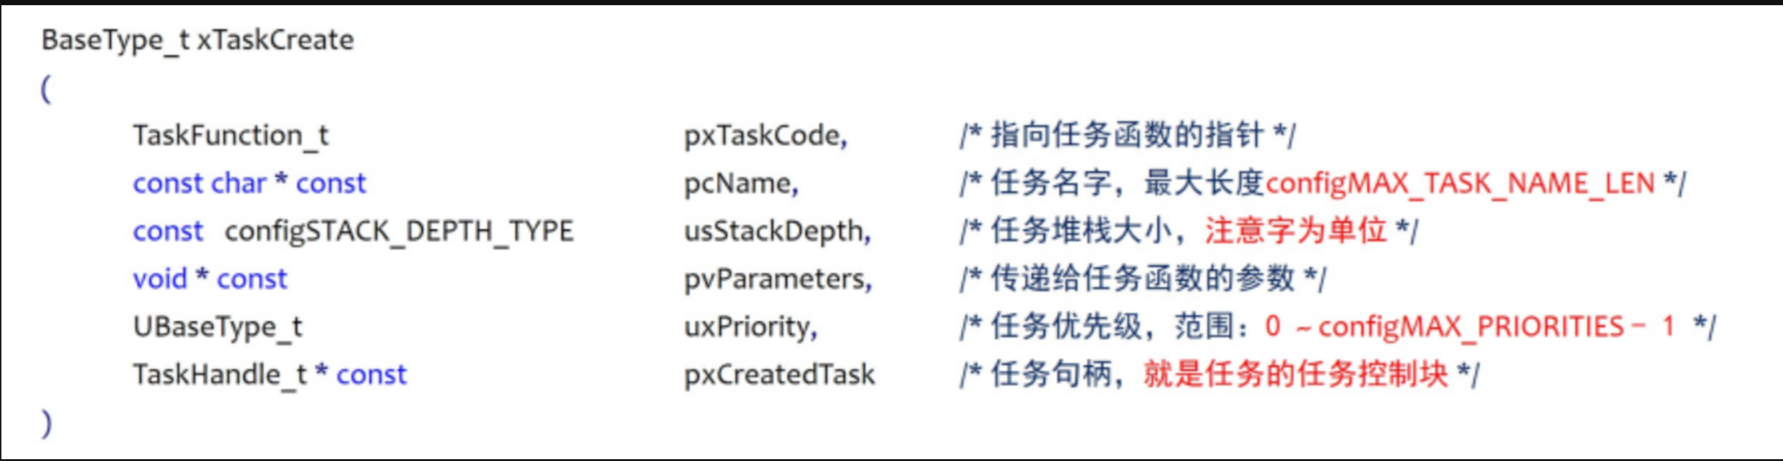 BaseType_t xTaskCreate
(
TaskFunction_t pxTaskCode, /* 指向任务函数的指针 */
const char * const pcName, /* 任务名字，最大长度configMAX_TASK_NAME_LEN */
const configSTACK_DEPTH_TYPE usStackDepth, /* 任务堆栈大小，注意字为单位 */
void * const pvParameters, /* 传递给任务函数的参数 */
UBaseType_t uxPriority, /* 任务优先级，范围：0 ~ configMAX_PRIORITIES - 1 */
TaskHandle_t * const pxCreatedTask /* 任务句柄，就是任务的任务控制块 */
)